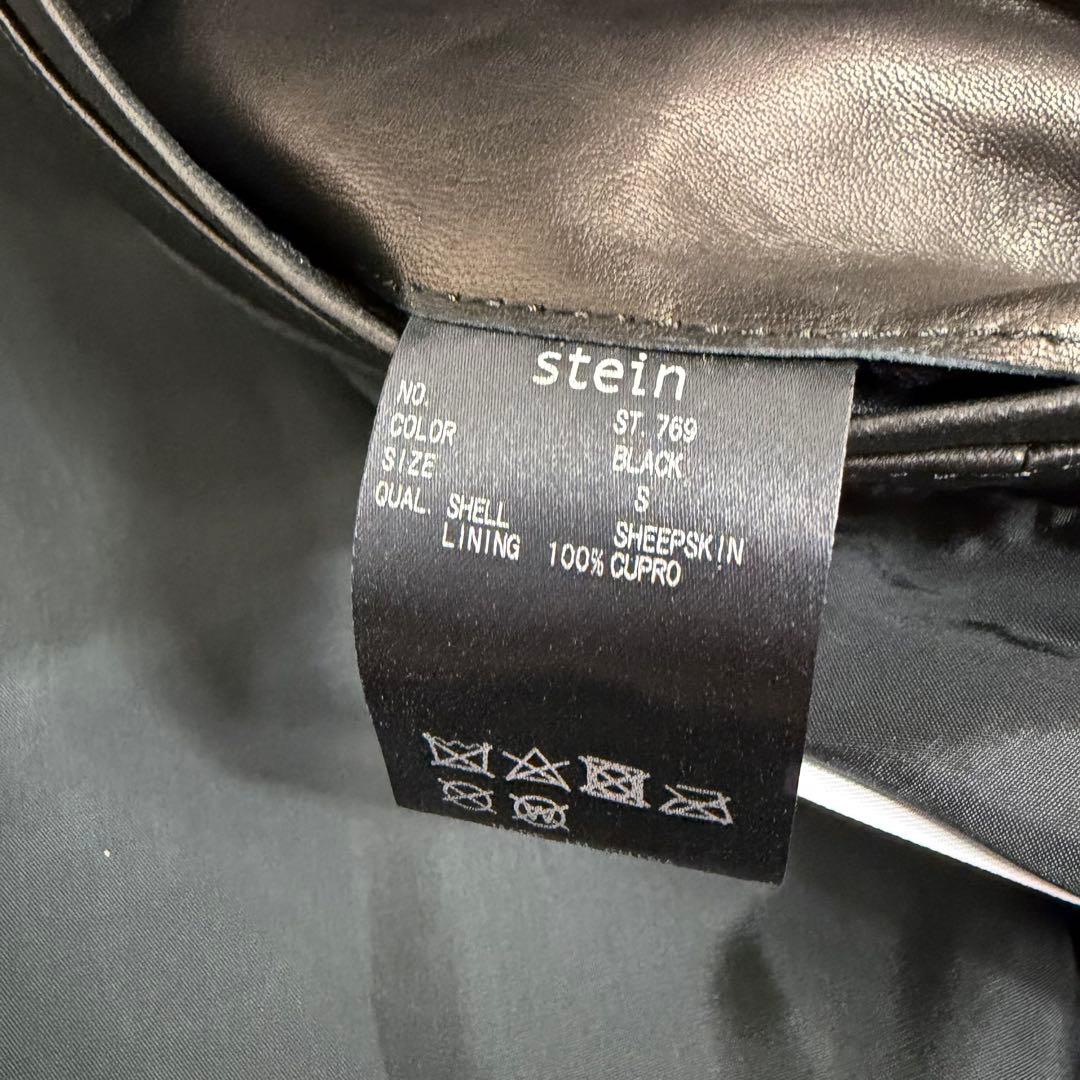 stein
NO. ST.769
COLOR BLACK
SIZE S
QUAL. SHELL SHEEPSKIN
LINING 100% CUPRO